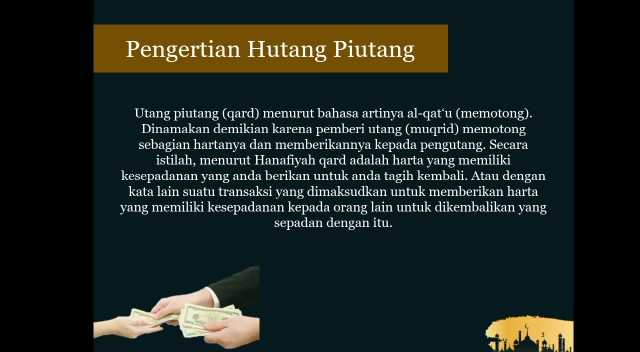 Pengertian Hutang Piutang
Utang piutang (qard) menurut bahasa artinya al-qat‘u (memotong).
Dinamakan demikian karena pemberi utang (muqrid) memotong
sebagian hartanya dan memberikannya kepada pengutang. Secara
istilah, menurut Hanafiyah qard adalah harta yang memiliki
kesepadanan yang anda berikan untuk anda tagih kembali. Atau dengan
kata lain suatu transaksi yang dimaksudkan untuk memberikan harta
yang memiliki kesepadanan kepada orang lain untuk dikembalikan yang
sepadan dengan itu.